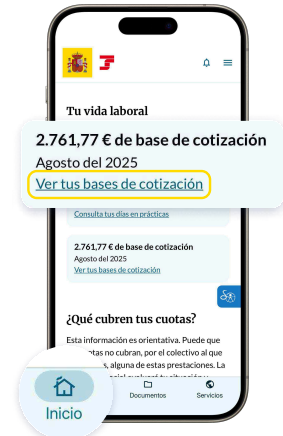 Tu vida laboral
2.761,77 € de base de cotización
Agosto del 2025
Ver tus bases de cotización
Consulta tus días en prácticas
2.761,77 € de base de cotización
Agosto del 2025
Ver tus bases de cotización
¿Qué cubren tus cuotas?
Esta información es orientativa. Puede que
no cubran, por el colectivo al que
alguna de estas prestaciones. La
Inicio
Documentos
Servicios